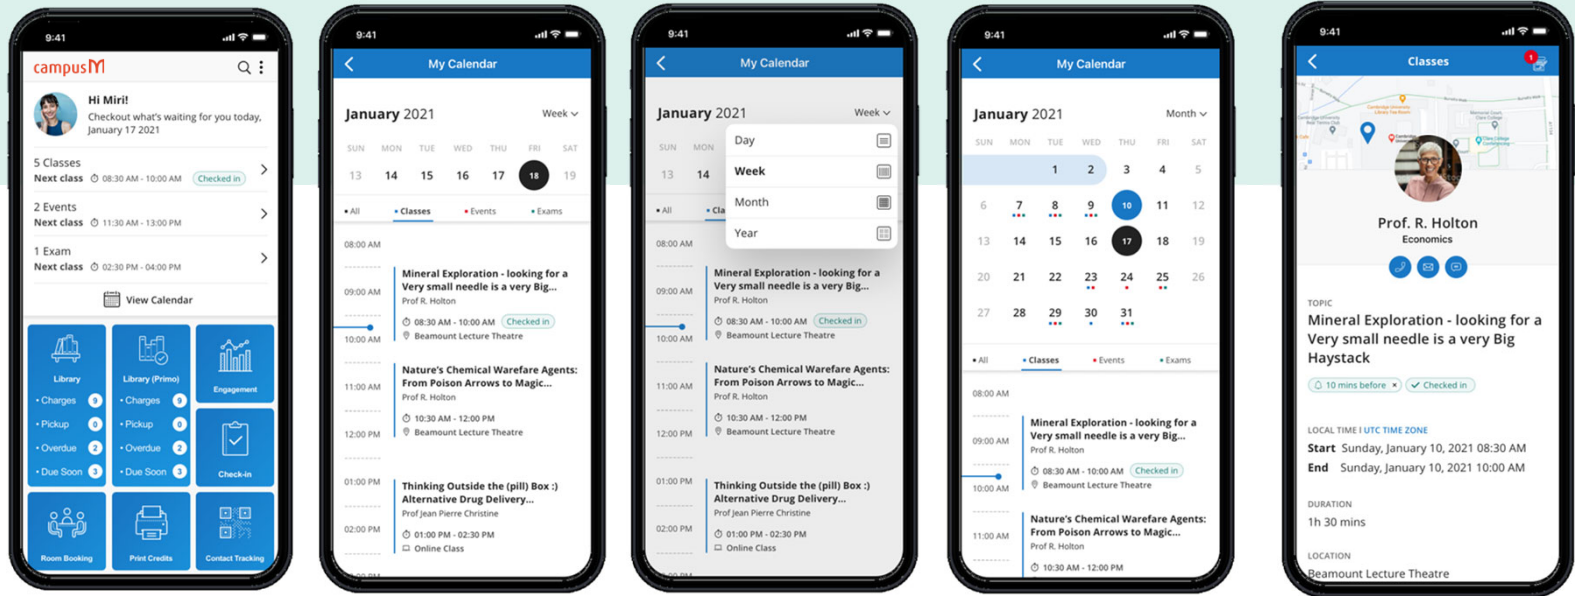 9:41
campusM
Hi Miri!
Checkout what's waiting for you today,
January 17 2021
5 Classes
Next class 08:30 AM - 10:00 AM Checked in
2 Events
Next class 11:30 AM - 13:00 PM
1 Exam
Next class 02:30 PM - 04:00 PM
View Calendar
Library
• Charges 9
• Pickup 0
• Overdue 2
• Due Soon 3
Library (Primo)
• Charges 9
• Pickup 0
• Overdue 2
• Due Soon 3
Engagement
Check-in
Room Booking
Print Credits
Contact Tracking
9:41
My Calendar
January 2021 Week
SUN MON TUE WED THU FRI SAT
13 14 15 16 17 18 19
• All • Classes • Events • Exams
08:00 AM
Mineral Exploration - looking for a
Very small needle is a very Big...
09:00 AM
Prof R. Holton
08:30 AM - 10:00 AM Checked in
Beamount Lecture Theatre
10:00 AM
Nature's Chemical Warefare Agents:
From Poison Arrows to Magic...
11:00 AM
Prof R. Holton
10:30 AM - 12:00 PM
Beamount Lecture Theatre
12:00 PM
01:00 PM
Thinking Outside the (pill) Box :)
Alternative Drug Delivery...
Prof Jean Pierre Christine
02:00 PM
01:00 PM - 02:30 PM
Online Class
9:41
My Calendar
January 2021 Week
Day
Week
Month
Year
SUN MON
13 14
• All • Cla
08:00 AM
Mineral Exploration - looking for a
Very small needle is a very Big...
09:00 AM
Prof R. Holton
08:30 AM - 10:00 AM Checked in
Beamount Lecture Theatre
10:00 AM
Nature's Chemical Warefare Agents:
From Poison Arrows to Magic...
11:00 AM
Prof R. Holton
10:30 AM - 12:00 PM
Beamount Lecture Theatre
12:00 PM
01:00 PM
Thinking Outside the (pill) Box :)
Alternative Drug Delivery...
Prof Jean Pierre Christine
02:00 PM
01:00 PM - 02:30 PM
Online Class
9:41
My Calendar
January 2021 Month
SUN MON TUE WED THU FRI SAT
1 2 3 4 5
6 7 8 9 10 11 12
13 14 15 16 17 18 19
20 21 22 23 24 25 26
27 28 29 30 31
• All • Classes • Events • Exams
08:00 AM
Mineral Exploration - looking for a
Very small needle is a very Big...
09:00 AM
Prof R. Holton
08:30 AM - 10:00 AM Checked in
Beamount Lecture Theatre
10:00 AM
Nature's Chemical Warefare Agents:
From Poison Arrows to Magic...
11:00 AM
Prof R. Holton
10:30 AM - 12:00 PM
9:41
Classes
1
Prof. R. Holton
Economics
TOPIC
Mineral Exploration - looking for a
Very small needle is a very Big
Haystack
10 mins before × Checked in
LOCAL TIME I UTC TIME ZONE
Start Sunday, January 10, 2021 08:30 AM
End Sunday, January 10, 2021 10:00 AM
DURATION
1h 30 mins
LOCATION
Beamount Lecture Theatre